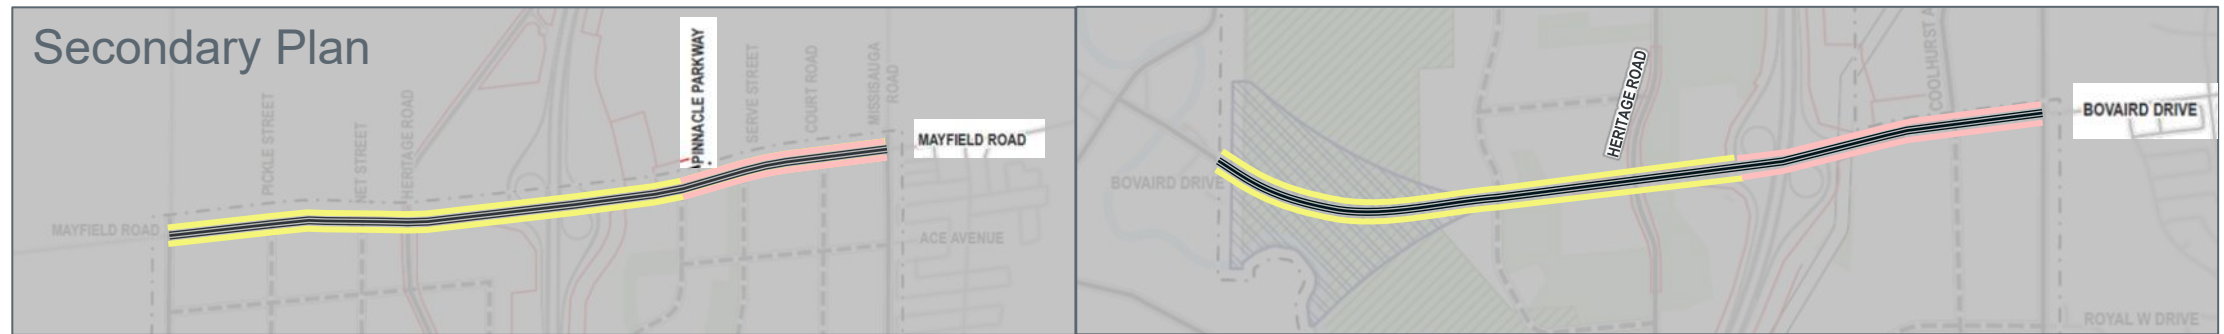 Secondary Plan
PICKLE STREET
NET STREET
HERITAGE ROAD
PINNACLE PARKWAY
SERVE STREET
COURT ROAD
MISSISSAUGA
ROAD
MAYFIELD ROAD
MAYFIELD ROAD
ACE AVENUE
BOVAIRD DRIVE
HERITAGE ROAD
COOLHURST A
BOVAIRD DRIVE
ROYAL W DRIVE